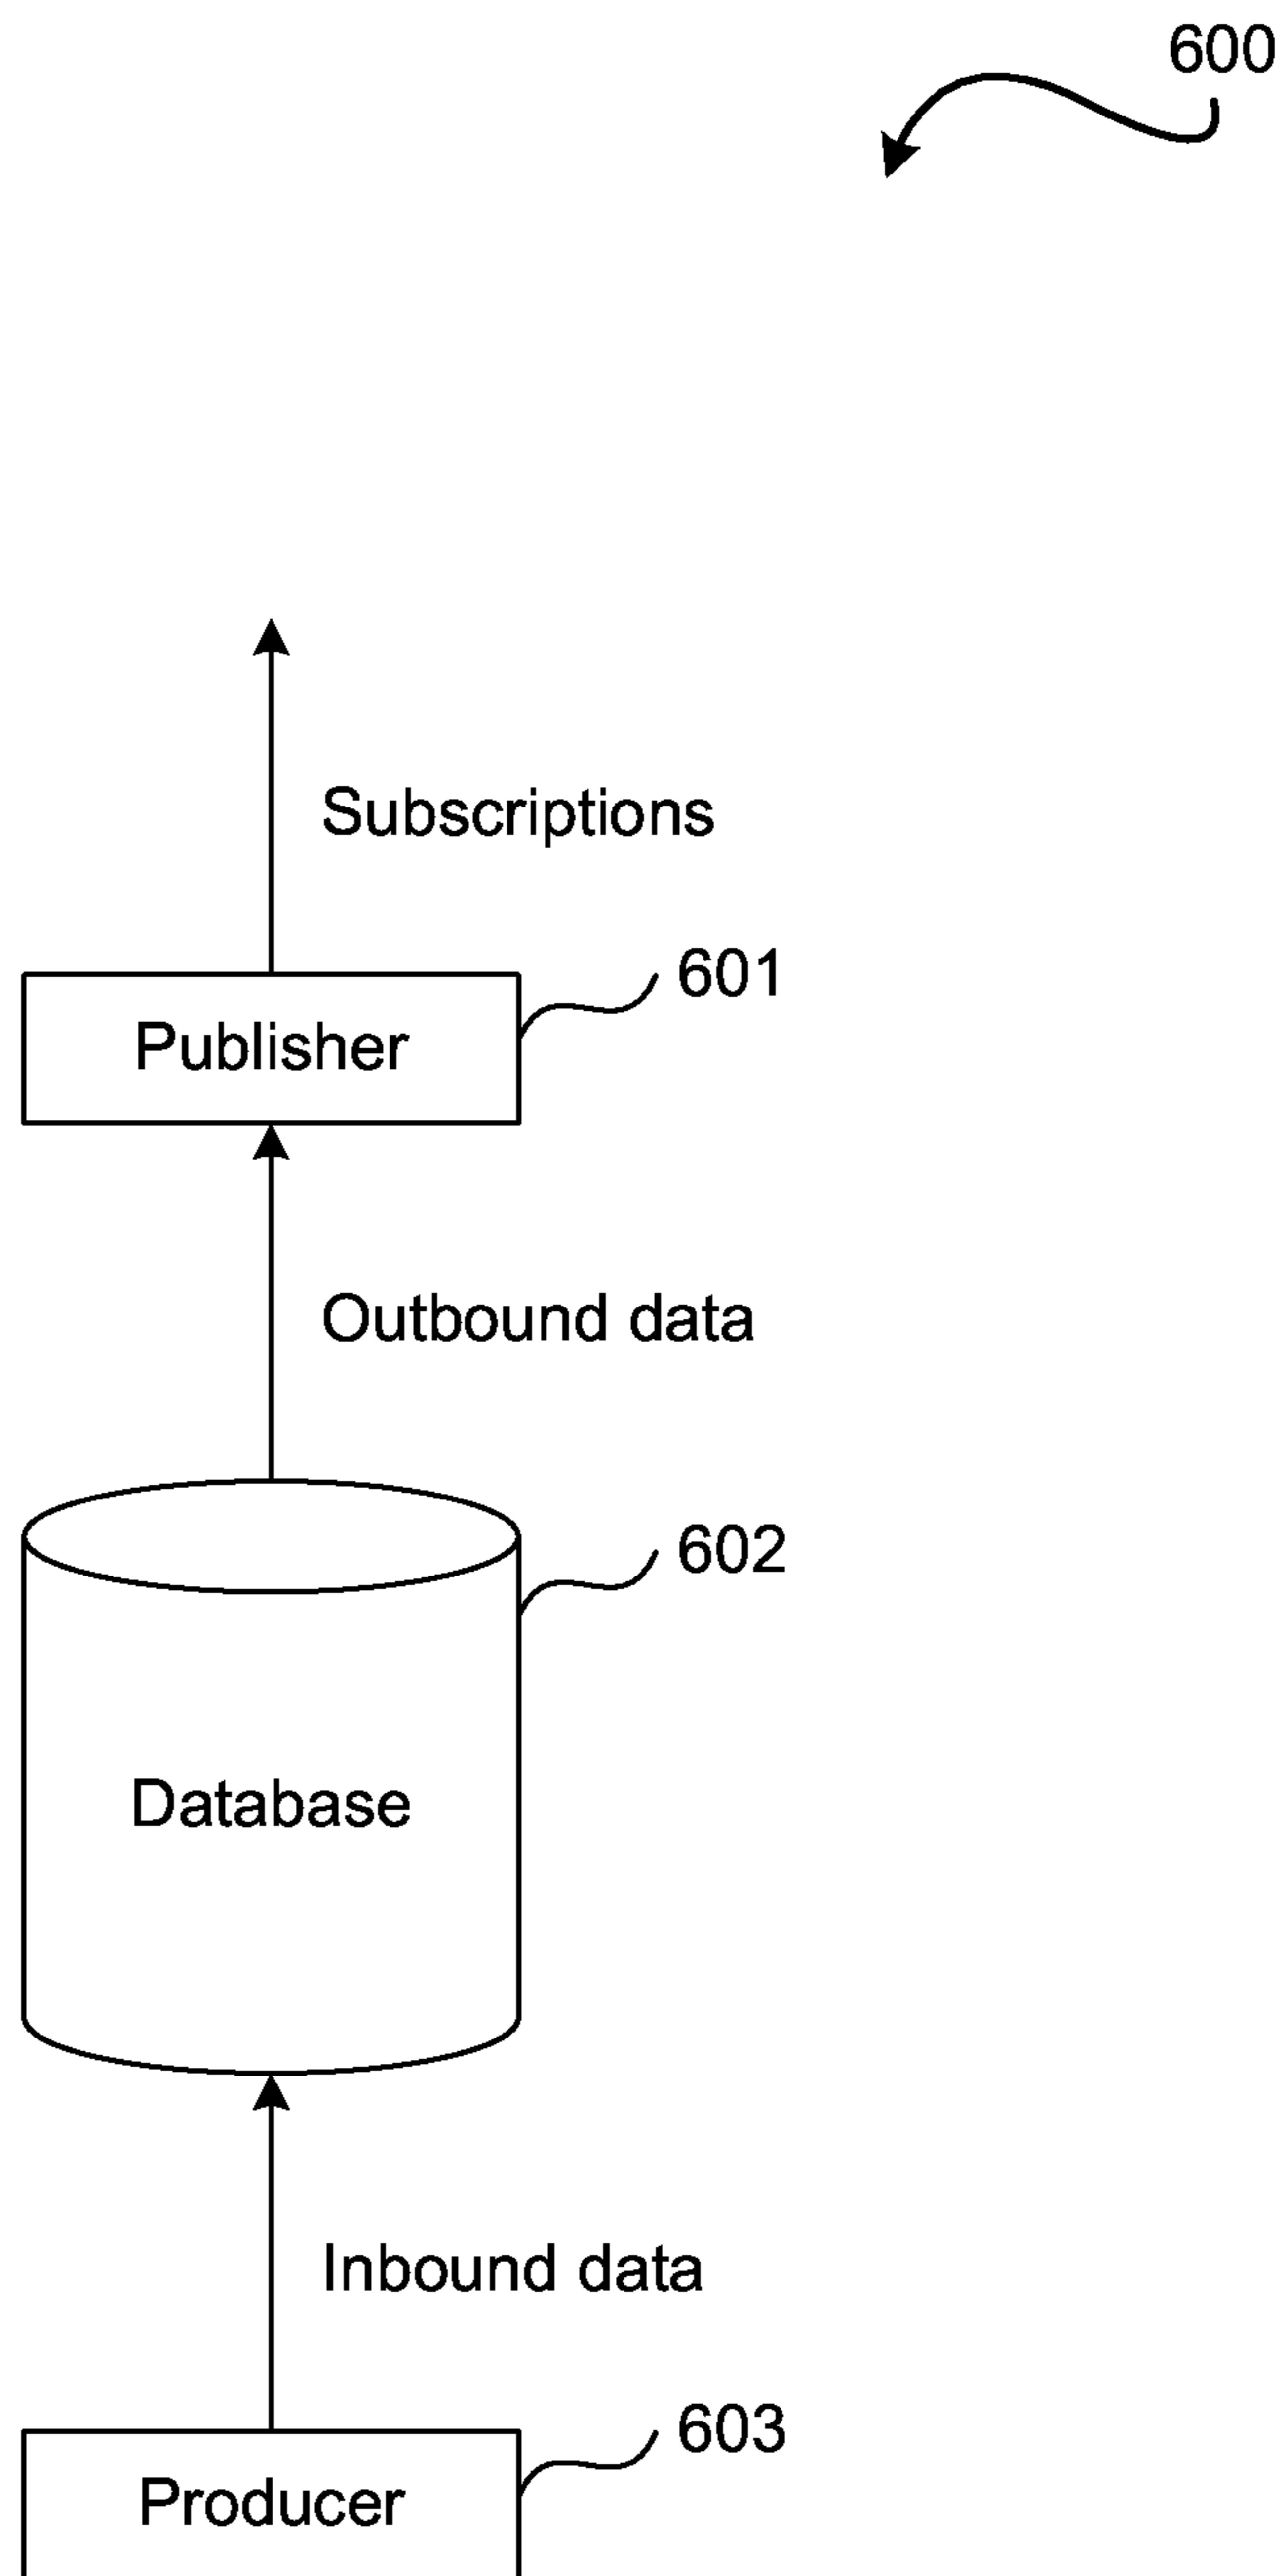 600
Subscriptions
601
Publisher
Outbound data
602
Database
Inbound data
603
Producer